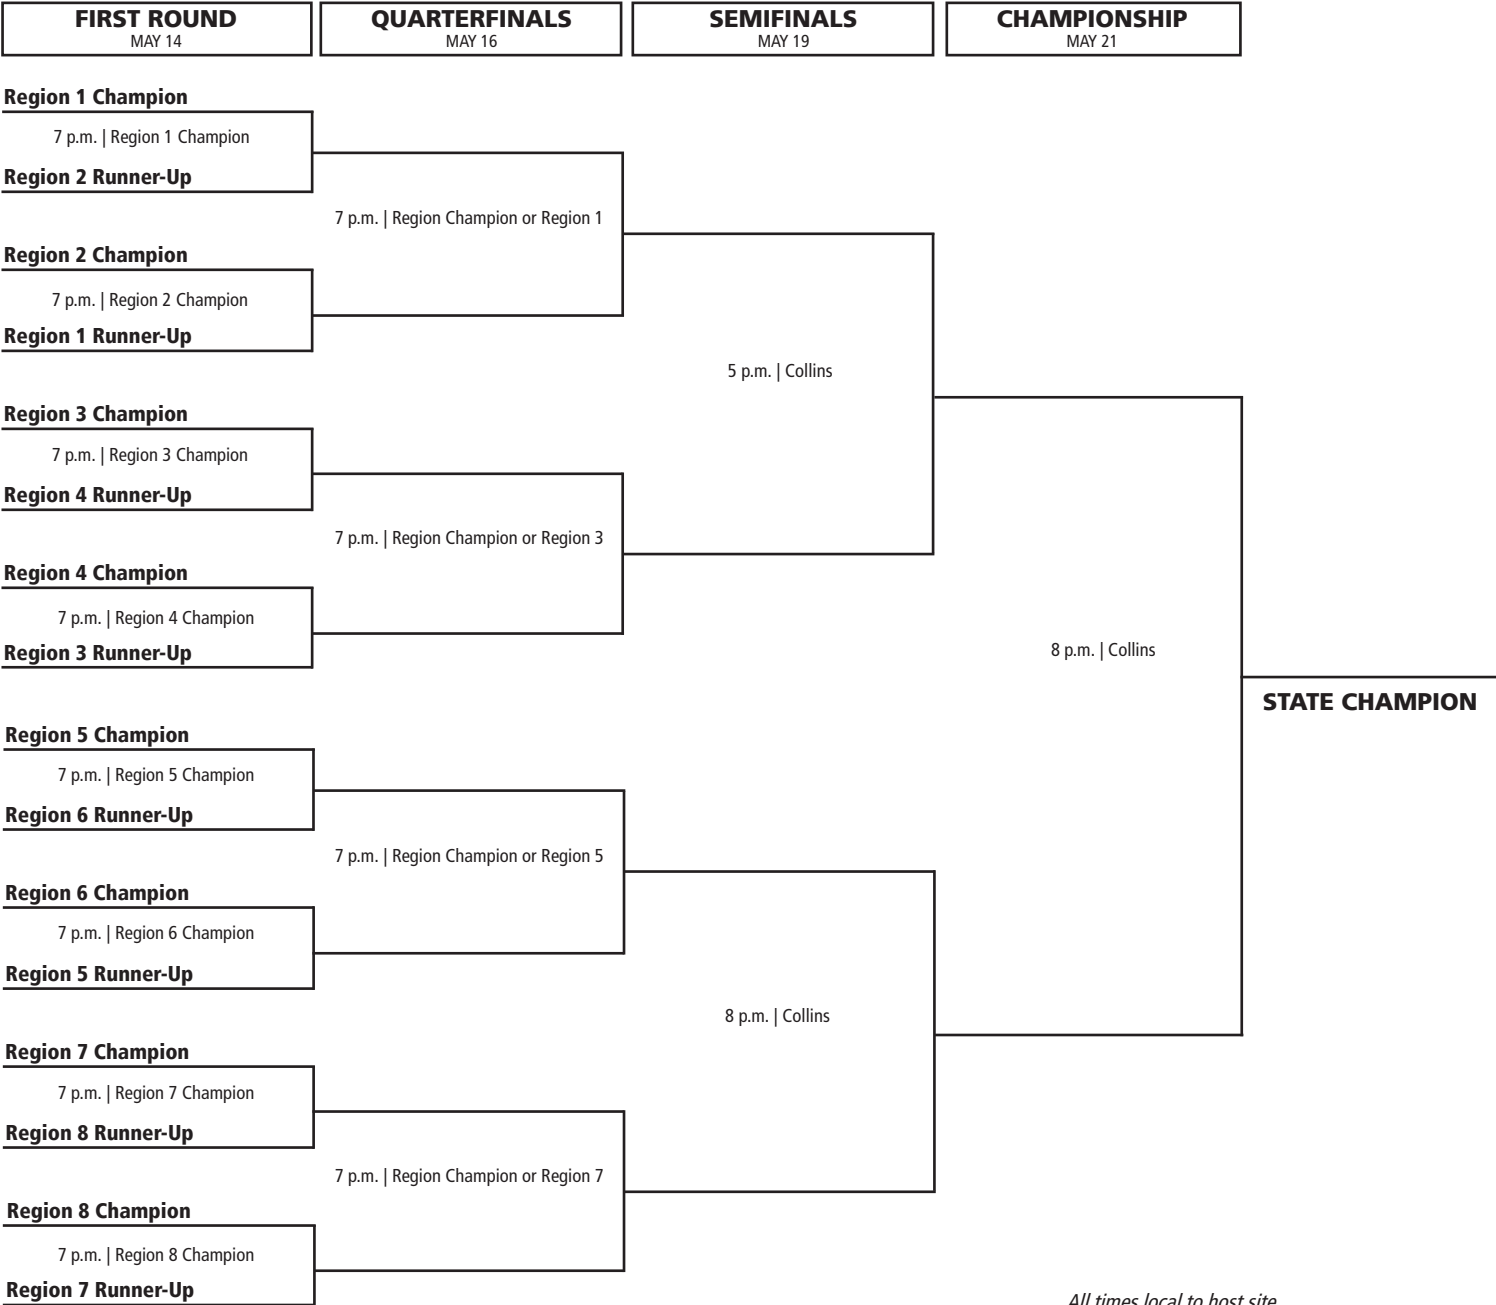 FIRST ROUND
MAY 14
QUARTERFINALS
MAY 16
SEMIFINALS
MAY 19
CHAMPIONSHIP
MAY 21
Region 1 Champion
7 p.m. | Region 1 Champion
Region 2 Runner-Up
7 p.m. | Region Champion or Region 1
Region 2 Champion
7 p.m. | Region 2 Champion
Region 1 Runner-Up
5 p.m. | Collins
Region 3 Champion
7 p.m. | Region 3 Champion
Region 4 Runner-Up
7 p.m. | Region Champion or Region 3
Region 4 Champion
7 p.m. | Region 4 Champion
Region 3 Runner-Up
8 p.m. | Collins
STATE CHAMPION
Region 5 Champion
7 p.m. | Region 5 Champion
Region 6 Runner-Up
7 p.m. | Region Champion or Region 5
Region 6 Champion
7 p.m. | Region 6 Champion
Region 5 Runner-Up
8 p.m. | Collins
Region 7 Champion
7 p.m. | Region 7 Champion
Region 8 Runner-Up
7 p.m. | Region Champion or Region 7
Region 8 Champion
7 p.m. | Region 8 Champion
Region 7 Runner-Up
All times local to host site